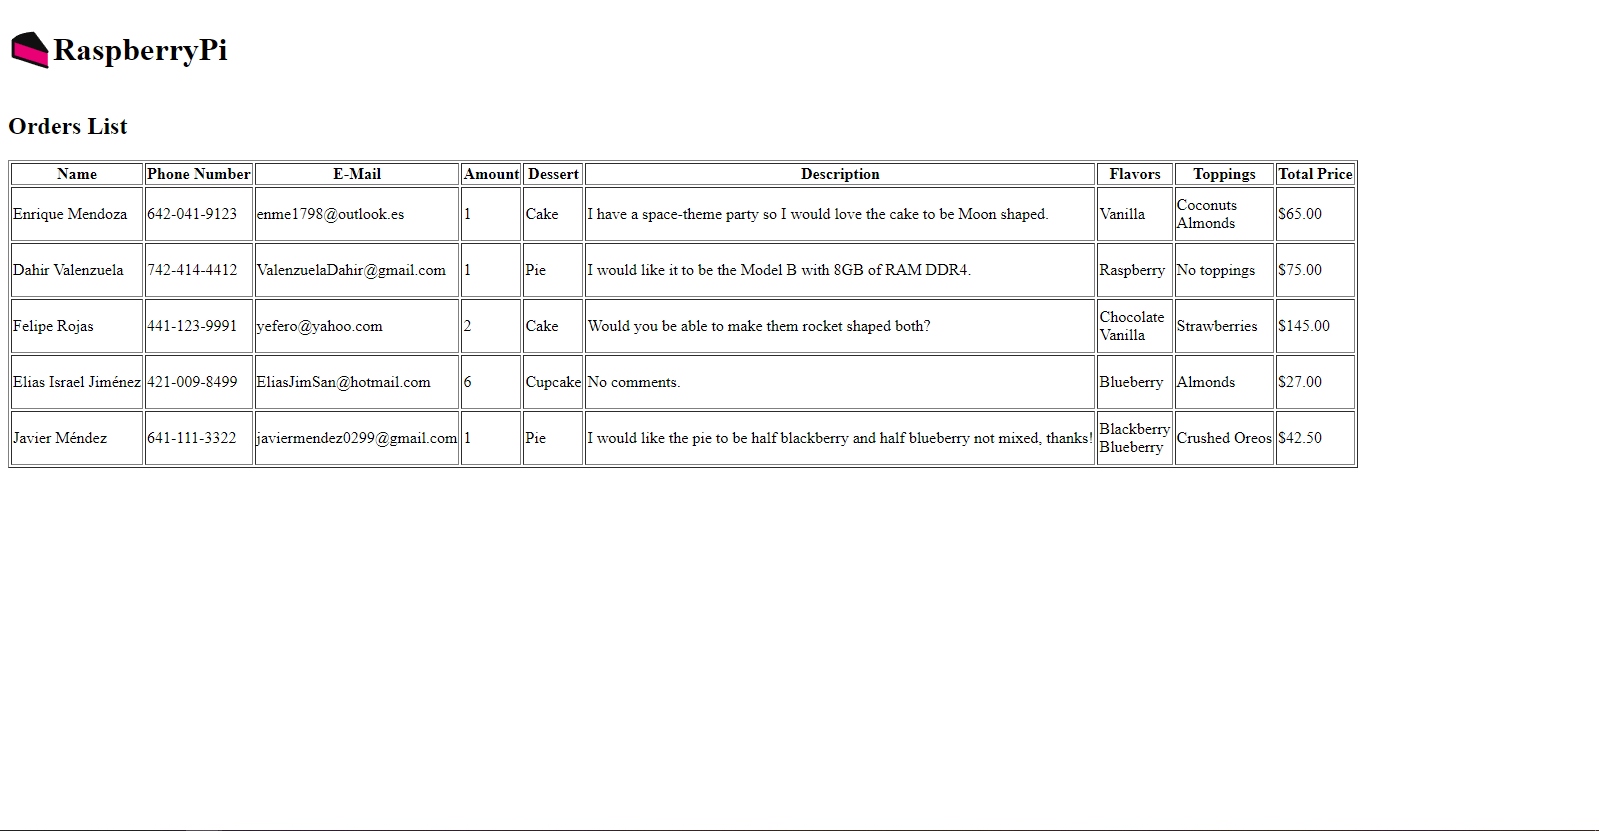 RaspberryPi
Orders List
Name Phone Number E-Mail Amount Dessert Description Flavors Toppings Total Price
Enrique Mendoza 642-041-9123 enme1798@outlook.es 1 Cake I have a space-theme party so I would love the cake to be Moon shaped. Vanilla Coconuts $65.00
Almonds
Dahir Valenzuela 742-414-4412 ValenzuelaDahir@gmail.com 1 Pie I would like it to be the Model B with 8GB of RAM DDR4. Raspberry No toppings $75.00
Felipe Rojas 441-123-9991 yefero@yahoo.com 2 Cake Would you be able to make them rocket shaped both? Chocolate Strawberries $145.00
Vanilla
Elias Israel Jiménez 421-009-8499 EliasJimSan@hotmail.com 6 Cupcake No comments. Blueberry Almonds $27.00
Javier Méndez 641-111-3322 javiermendez0299@gmail.com 1 Pie I would like the pie to be half blackberry and half blueberry not mixed, thanks! Blackberry Crushed Oreos $42.50
Blueberry